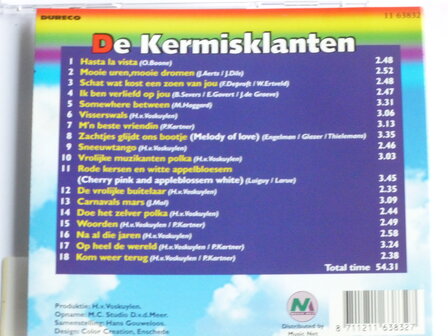 DURECO 11 63832
De Kermisklanten
1 Hasta la vista (O.Boone) 2.48
2 Mooie uren,mooie dromen (J.Aerts / J.Dils) 2.52
3 Schat wat kost een zoen van jou (F.Deproft / W.Ertveld) 2.48
4 Ik ben verliefd op jou (B.Severs / E.Govert / J.de Groeve) 2.47
5 Somewhere between (M.Haggard) 3.31
6 Visserswals (H.v.Voskuylen) 3.06
7 M'n beste vriendin (P.Kartner) 3.13
8 Zachtjes glijdt ons bootje (Melody of love) (Engelman / Glazer / Thielemans) 3.35
9 Sneeuwtango (H.v.Voskuylen) 2.46
10 Vrolijke muzikanten polka (H.v.Voskuylen) 3.03
11 Rode kersen en witte appelbloesem
(Cherry pink and appleblossem white) (Luiguy / Larue) 3.45
12 De vrolijke buitelaar (H.v.Voskuylen) 2.35
13 Carnavals mars (J.Mul) 3.09
14 Doe het zelver polka (H.v.Voskuylen) 2.44
15 Woorden (H.v.Voskuylen / P.Kartner) 2.49
16 Na al die jaren (H.v.Voskuylen) 2.58
17 Op heel de wereld (H.v.Voskuylen / P.Kartner) 3.24
18 Kom weer terug (H.v.Voskuylen / P.Kartner) 2.38
Total time 54.31
Produktie: H.v.Voskuylen.
Opname: M.C. Studio D.v.d.Meer.
Samenstelling: Hans Gouweloos.
Design: Color Creation, Enschede
Distributed by
Music Net
8 711211 638327